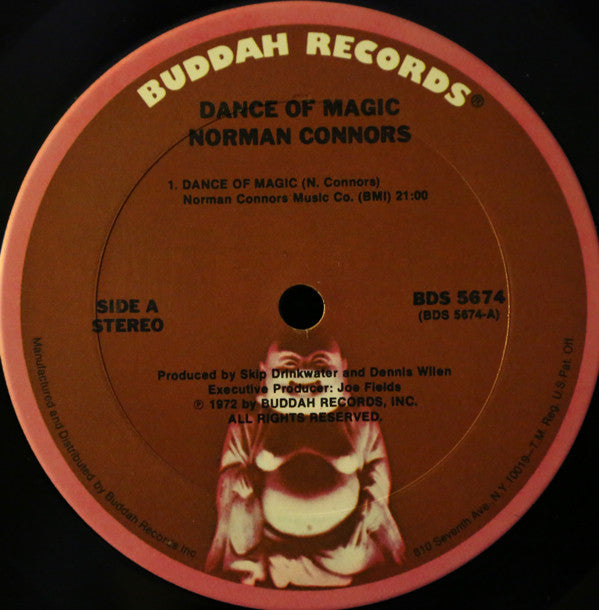 BUDDAH RECORDS®
DANCE OF MAGIC
NORMAN CONNORS
1. DANCE OF MAGIC (N. Connors)
Norman Connors Music Co. (BMI) 21:00
SIDE A
STEREO
BDS 5674
(BDS 5674-A)
Produced by Skip Drinkwater and Dennis Wilen
Executive Producer: Joe Fields
℗ 1972 by BUDDAH RECORDS, INC.
ALL RIGHTS RESERVED.
Manufactured and Distributed by Buddah Records Inc 810 Seventh Ave., N.Y. 10019—T.M. Reg. U.S. Pat. Off